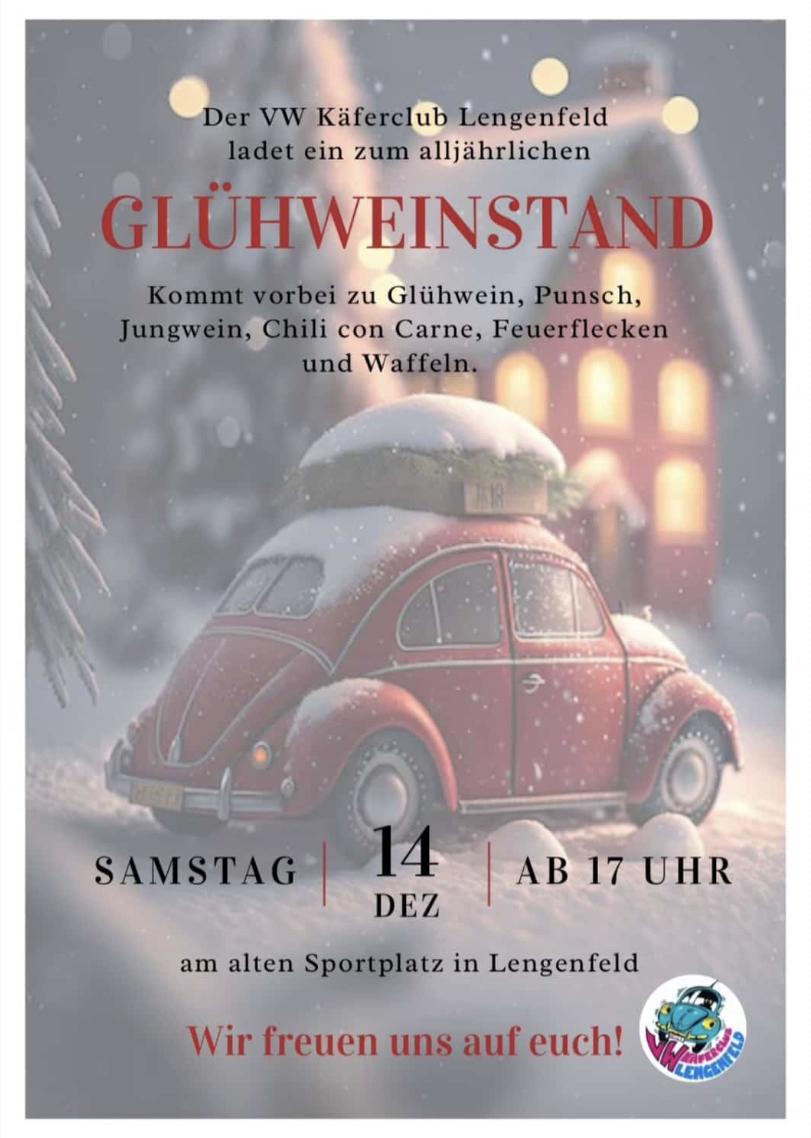 Der VW Käferclub Lengenfeld
ladet ein zum alljährlichen
GLÜHWEINSTAND
Kommt vorbei zu Glühwein, Punsch,
Jungwein, Chili con Carne, Feuerflecken
und Waffeln.
SAMSTAG
14
DEZ
AB 17 UHR
am alten Sportplatz in Lengenfeld
Wir freuen uns auf euch!
VW KÄFERCLUB
LENGENFELD